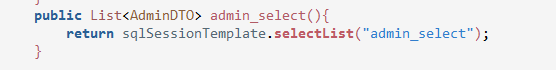 }
public List<AdminDTO> admin_select(){
return sqlSessionTemplate.selectList("admin_select");
}